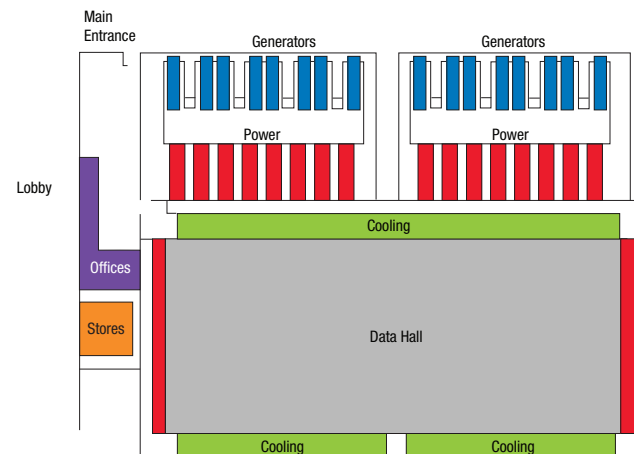 Main
Entrance
Generators
Generators
Power
Power
Lobby
Cooling
Offices
Stores
Data Hall
Cooling
Cooling